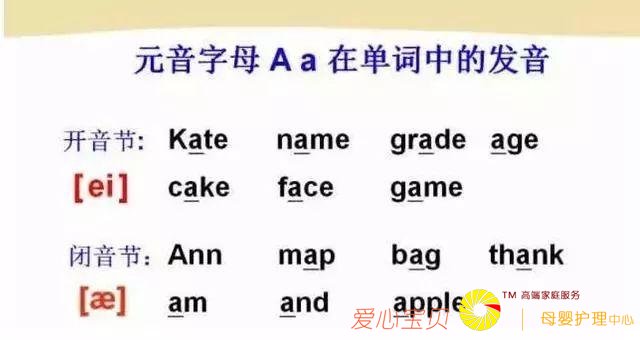 元音字母 A a 在单词中的发音
开音节: Kate name grade age
[ei] cake face game
闭音节: Ann map bag thank
[æ] am and apple
爱心宝贝
TM 高端家庭服务
母婴护理中心